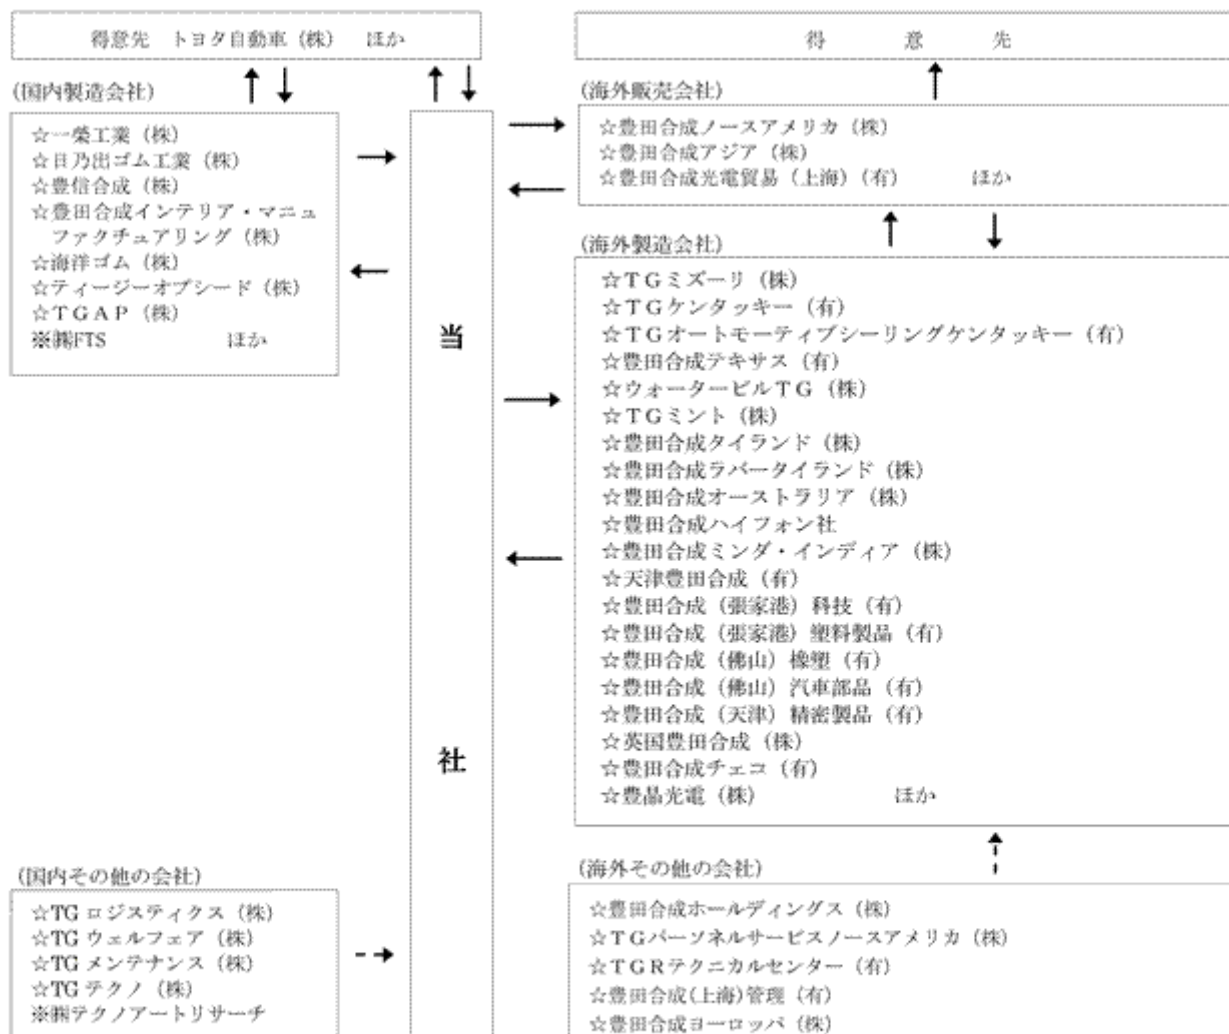 得意先 トヨタ自動車（株） ほか
(国内製造会社)
☆一榮工業（株）
☆日乃出ゴム工業（株）
☆豊信合成（株）
☆豊田合成インテリア・マニュ
ファクチュアリング（株）
☆海洋ゴム（株）
☆ティージーオプシード（株）
☆ＴＧＡＰ（株）
※㈱FTS ほか
(国内その他の会社)
☆TG ロジスティクス（株）
☆TG ウェルフェア（株）
☆TG メンテナンス（株）
☆TG テクノ（株）
※㈱テクノアートリサーチ
当
社
得 意 先
(海外販売会社)
☆豊田合成ノースアメリカ（株）
☆豊田合成アジア（株）
☆豊田合成光電貿易（上海）（有） ほか
(海外製造会社)
☆ＴＧミズーリ（株）
☆ＴＧケンタッキー（有）
☆ＴＧオートモーティブシーリングケンタッキー（有）
☆豊田合成テキサス（有）
☆ウォータービルＴＧ（株）
☆ＴＧミント（株）
☆豊田合成タイランド（株）
☆豊田合成ラバータイランド（株）
☆豊田合成オーストラリア（株）
☆豊田合成ハイフォン社
☆豊田合成ミンダ・インディア（株）
☆天津豊田合成（有）
☆豊田合成（張家港）科技（有）
☆豊田合成（張家港）塑料製品（有）
☆豊田合成（佛山）橡塑（有）
☆豊田合成（佛山）汽車部品（有）
☆豊田合成（天津）精密製品（有）
☆英国豊田合成（株）
☆豊田合成チェコ（有）
☆豊晶光電（株） ほか
(海外その他の会社)
☆豊田合成ホールディングス（株）
☆ＴＧパーソネルサービスノースアメリカ（株）
☆ＴＧＲテクニカルセンター（有）
☆豊田合成(上海)管理（有）
☆豊田合成ヨーロッパ（株）